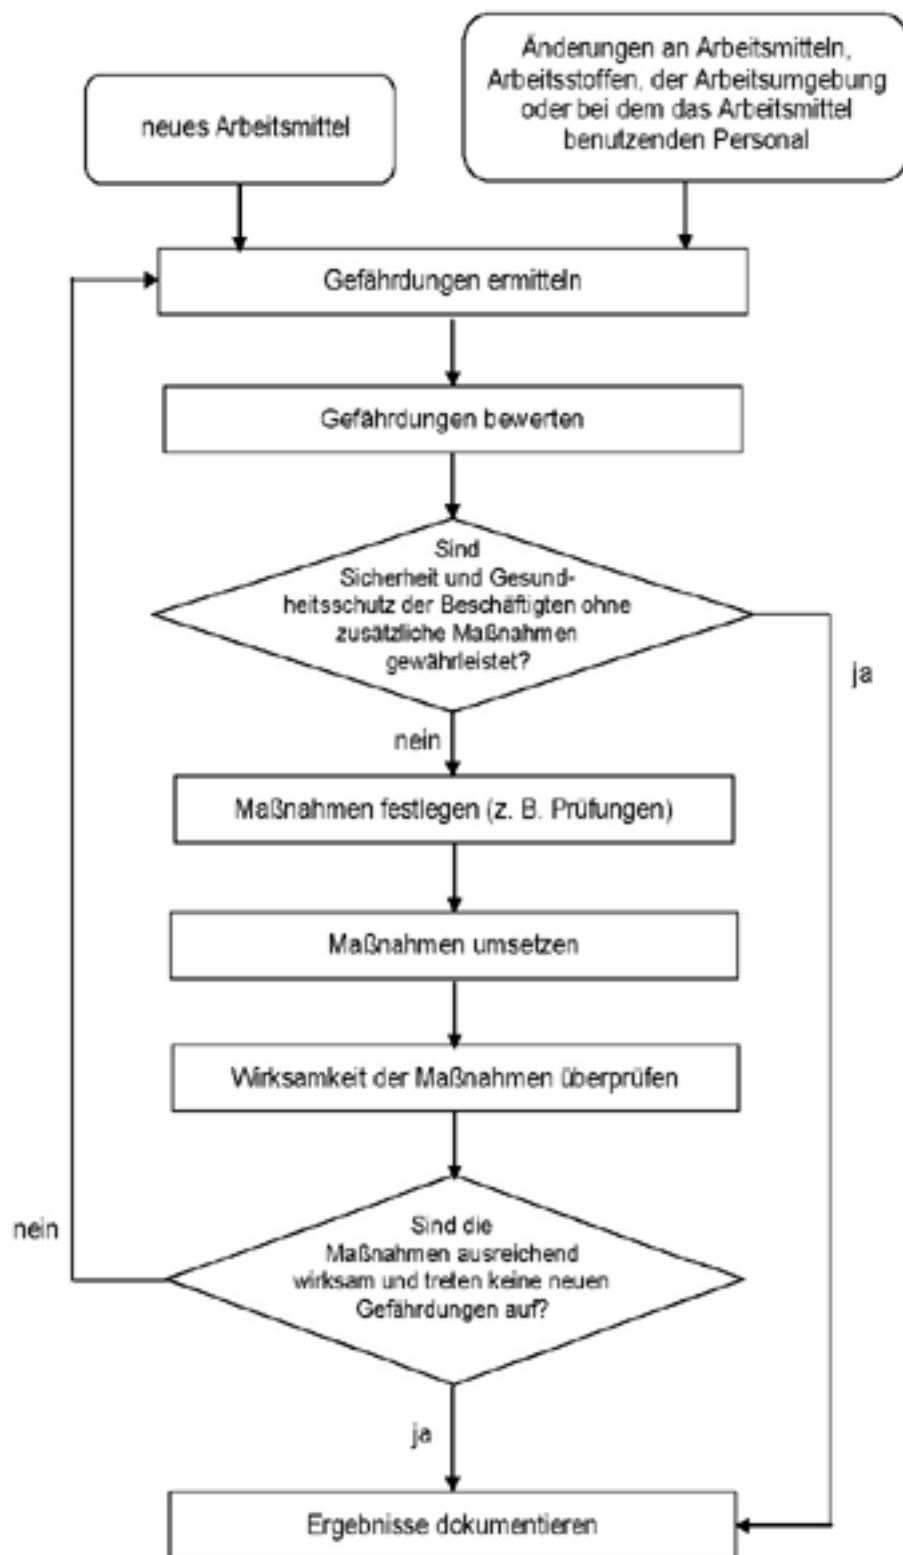 neues Arbeitsmittel
Änderungen an Arbeitsmitteln,
Arbeitsstoffen, der Arbeitsumgebung
oder bei dem das Arbeitsmittel
benutzenden Personal
Gefährdungen ermitteln
Gefährdungen bewerten
Sind
Sicherheit und Gesund-
heitsschutz der Beschäftigten ohne
zusätzliche Maßnahmen
gewährleistet?
ja
nein
Maßnahmen festlegen (z. B. Prüfungen)
Maßnahmen umsetzen
Wirksamkeit der Maßnahmen überprüfen
nein
Sind die
Maßnahmen ausreichend
wirksam und treten keine neuen
Gefährdungen auf?
ja
Ergebnisse dokumentieren